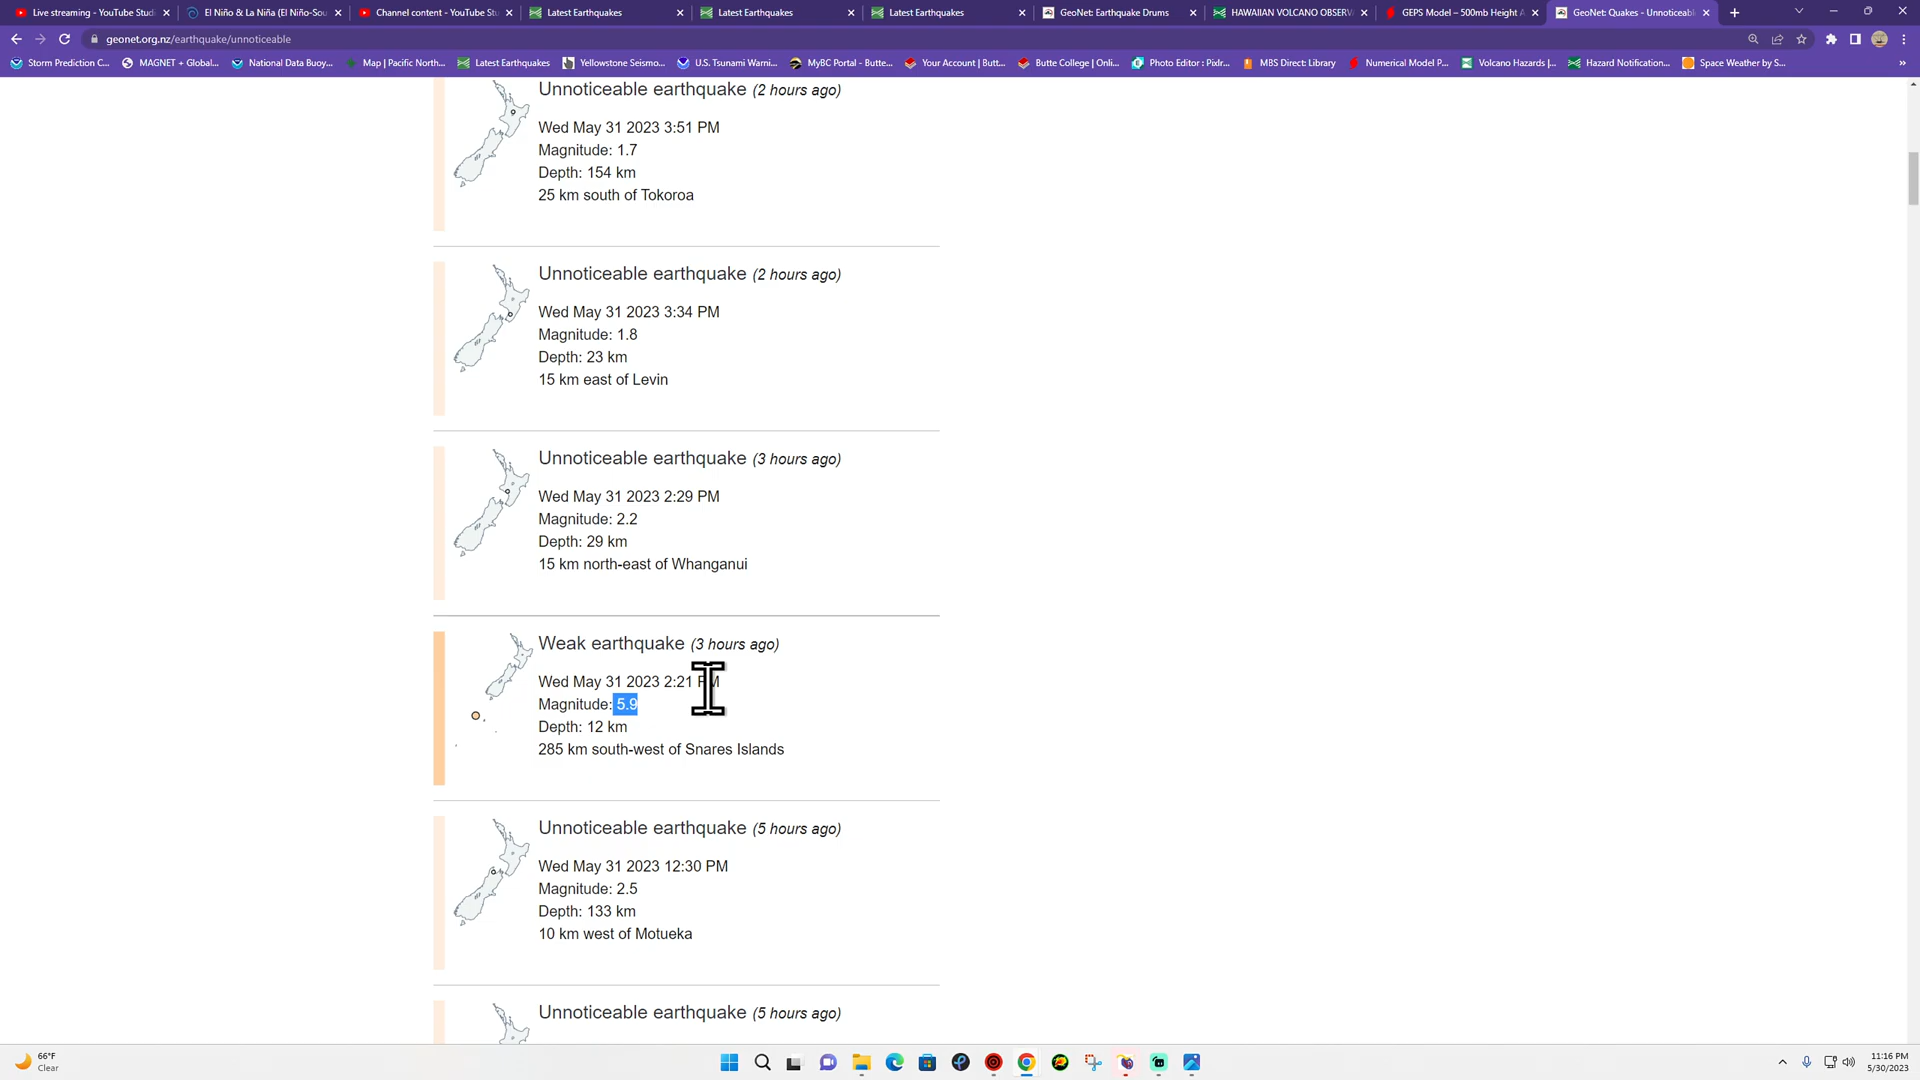 Live streaming - YouTube Stud
El Niño & La Niña (El Niño-Sou
Channel content - YouTube Stu
Latest Earthquakes
Latest Earthquakes
Latest Earthquakes
GeoNet: Earthquake Drums
HAWAIIAN VOLCANO OBSERVA
GEPS Model – 500mb Height A
GeoNet: Quakes - Unnoticeabl
geonet.org.nz/earthquake/unnoticeable
Storm Prediction C...
MAGNET + Global...
National Data Buoy...
Map | Pacific North...
Latest Earthquakes
Yellowstone Seismo...
U.S. Tsunami Warni...
MyBC Portal - Butte...
Your Account | Butt...
Butte College | Onli...
Photo Editor : Pixlr...
MBS Direct: Library
Numerical Model P...
Volcano Hazards |...
Hazard Notification...
Space Weather by S...
Unnoticeable earthquake (2 hours ago)
Wed May 31 2023 3:51 PM
Magnitude: 1.7
Depth: 154 km
25 km south of Tokoroa
Unnoticeable earthquake (2 hours ago)
Wed May 31 2023 3:34 PM
Magnitude: 1.8
Depth: 23 km
15 km east of Levin
Unnoticeable earthquake (3 hours ago)
Wed May 31 2023 2:29 PM
Magnitude: 2.2
Depth: 29 km
15 km north-east of Whanganui
Weak earthquake (3 hours ago)
Wed May 31 2023 2:21 PM
Magnitude: 5.9
Depth: 12 km
285 km south-west of Snares Islands
Unnoticeable earthquake (5 hours ago)
Wed May 31 2023 12:30 PM
Magnitude: 2.5
Depth: 133 km
10 km west of Motueka
Unnoticeable earthquake (5 hours ago)
66°F
Clear
11:16 PM
5/30/2023